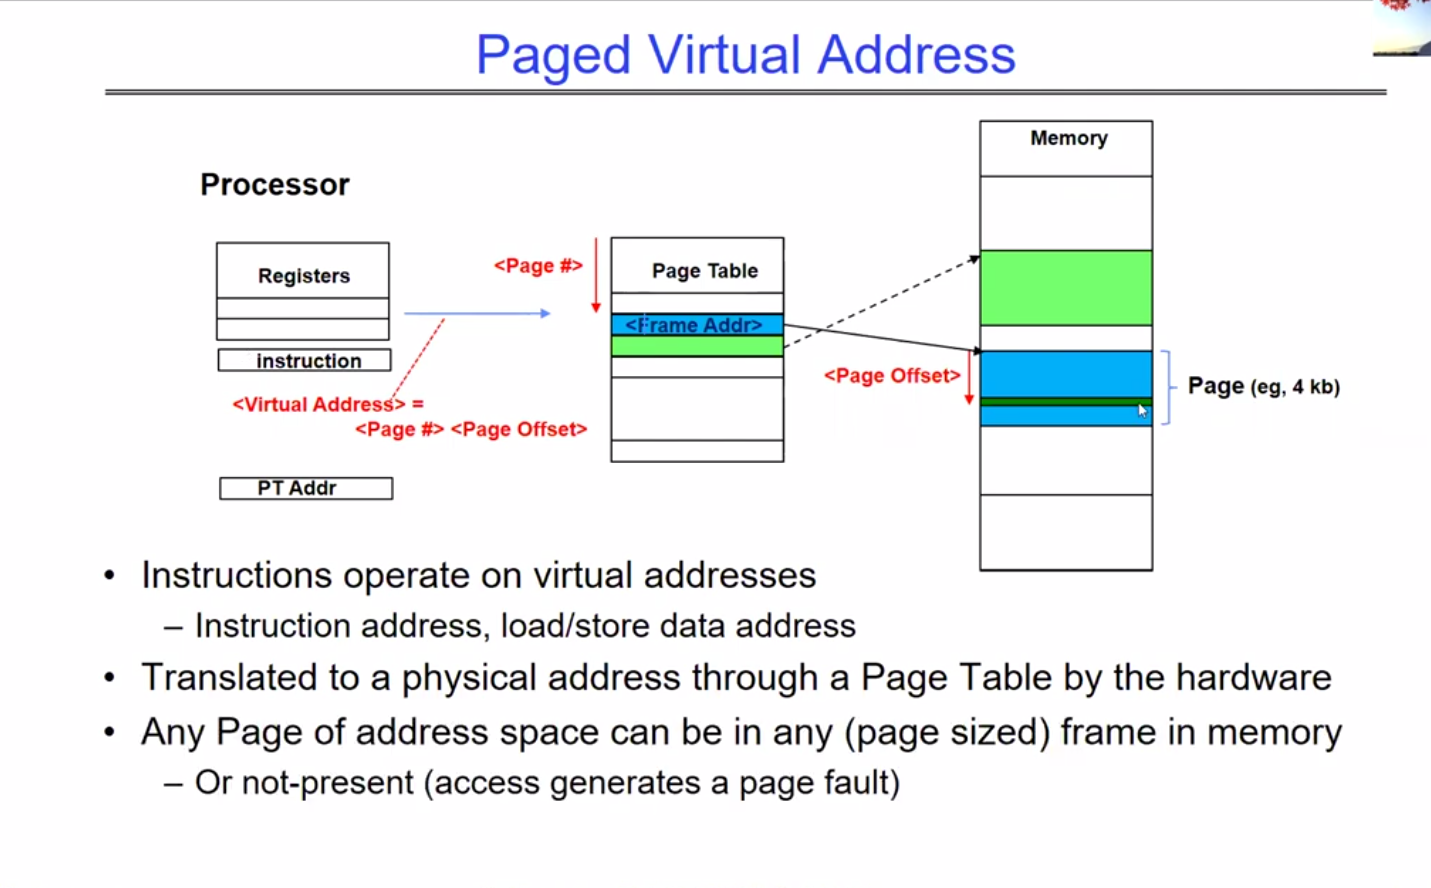 Paged Virtual Address
Memory
Processor
Registers
<Page #>
Page Table
<Frame Addr>
instruction
<Page Offset>
Page (eg, 4 kb)
<Virtual Address> =
<Page #> <Page Offset>
PT Addr
• Instructions operate on virtual addresses
– Instruction address, load/store data address
• Translated to a physical address through a Page Table by the hardware
• Any Page of address space can be in any (page sized) frame in memory
– Or not-present (access generates a page fault)